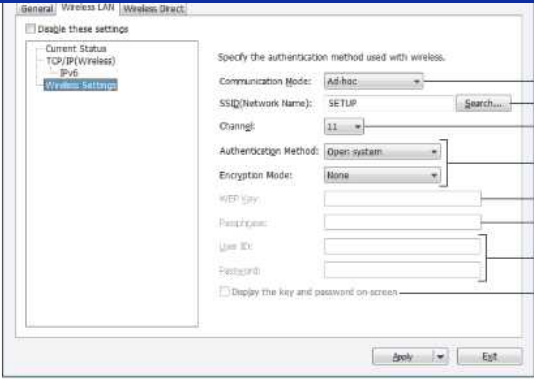 General Wireless LAN Wireless Direct
Disable these settings
Current Status
TCP/IP(Wireless)
IPv6
Wireless Settings
Specify the authentication method used with wireless.
Communication Mode: Ad-hoc
SSID(Network Name): SETUP Search...
Channel: 11
Authentication Method: Open system
Encryption Mode: None
WEP Key:
Passphrase:
User ID:
Password:
Display the key and password on-screen
Apply Exit